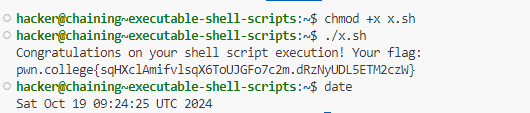 hacker@chaining~executable-shell-scripts:~$ chmod +x x.sh
hacker@chaining~executable-shell-scripts:~$ ./x.sh
Congratulations on your shell script execution! Your flag:
pwn.college{sqHXclAmifvlsqX6ToUJGFo7c2m.dRzNyUDL5ETM2czW}
hacker@chaining~executable-shell-scripts:~$ date
Sat Oct 19 09:24:25 UTC 2024